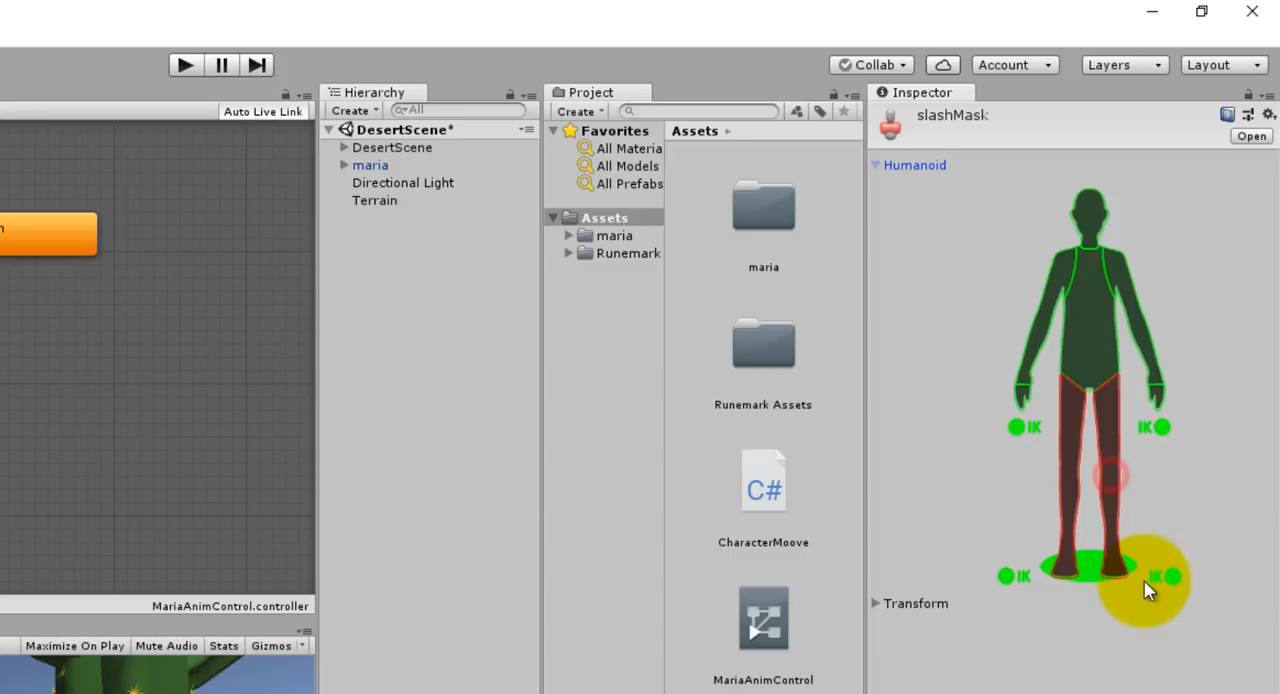 Collab
Account
Layers
Layout
Hierarchy
Project
Inspector
Auto Live Link
Create
All
Create
slashMask
Open
DesertScene*
Favorites
Assets
DesertScene
All Materia
maria
All Models
Humanoid
Directional Light
All Prefabs
Terrain
Assets
maria
Runemark
maria
Runemark Assets
IK
IK
C#
CharacterMoove
IK
IK
MariaAnimControl.controller
Transform
Maximize On Play
Mute Audio
Stats
Gizmos
MariaAnimControl